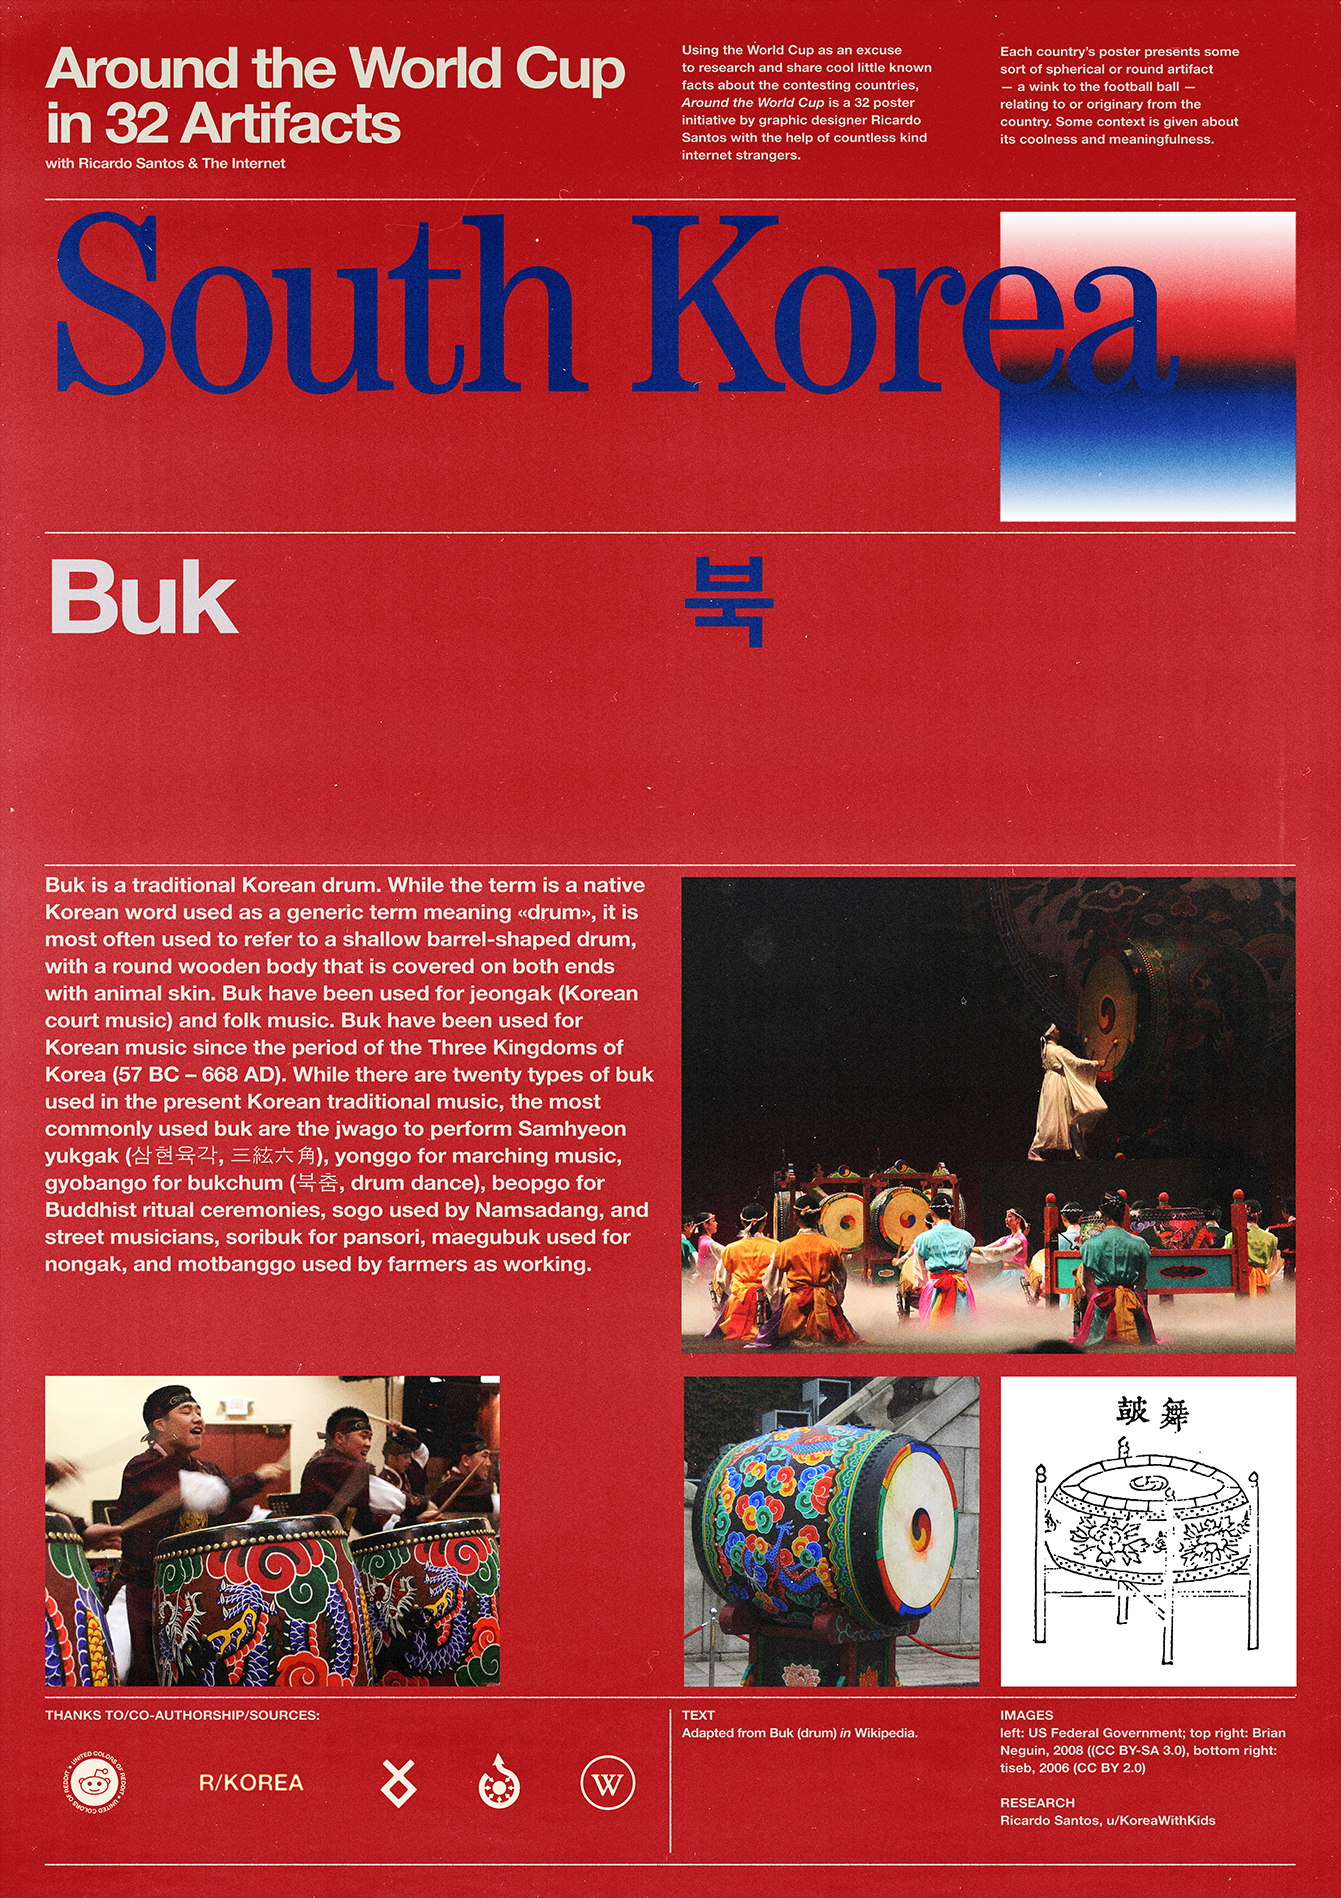 Around the World Cup
in 32 Artifacts
with Ricardo Santos & The Internet
Using the World Cup as an excuse
to research and share cool little known
facts about the contesting countries,
Around the World Cup is a 32 poster
initiative by graphic designer Ricardo
Santos with the help of countless kind
internet strangers.
Each country's poster presents some
sort of spherical or round artifact
— a wink to the football ball —
relating to or originary from the
country. Some context is given about
its coolness and meaningfulness.
South Korea
Buk
북
Buk is a traditional Korean drum. While the term is a native
Korean word used as a generic term meaning «drum», it is
most often used to refer to a shallow barrel-shaped drum,
with a round wooden body that is covered on both ends
with animal skin. Buk have been used for jeongak (Korean
court music) and folk music. Buk have been used for
Korean music since the period of the Three Kingdoms of
Korea (57 BC – 668 AD). While there are twenty types of buk
used in the present Korean traditional music, the most
commonly used buk are the jwago to perform Samhyeon
yukgak (삼현육각, 三絃六角), yonggo for marching music,
gyobango for bukchum (북춤, drum dance), beopgo for
Buddhist ritual ceremonies, sogo used by Namsadang, and
street musicians, soribuk for pansori, maegubuk used for
nongak, and motbanggo used by farmers as working.
鼓舞
THANKS TO/CO-AUTHORSHIP/SOURCES:
UNITED COLORS OF REDDIT • UNITED COLORS OF REDDIT •
R/KOREA
W
TEXT
Adapted from Buk (drum) in Wikipedia.
IMAGES
left: US Federal Government; top right: Brian
Neguin, 2008 ((CC BY-SA 3.0), bottom right:
tiseb, 2006 (CC BY 2.0)
RESEARCH
Ricardo Santos, u/KoreaWithKids